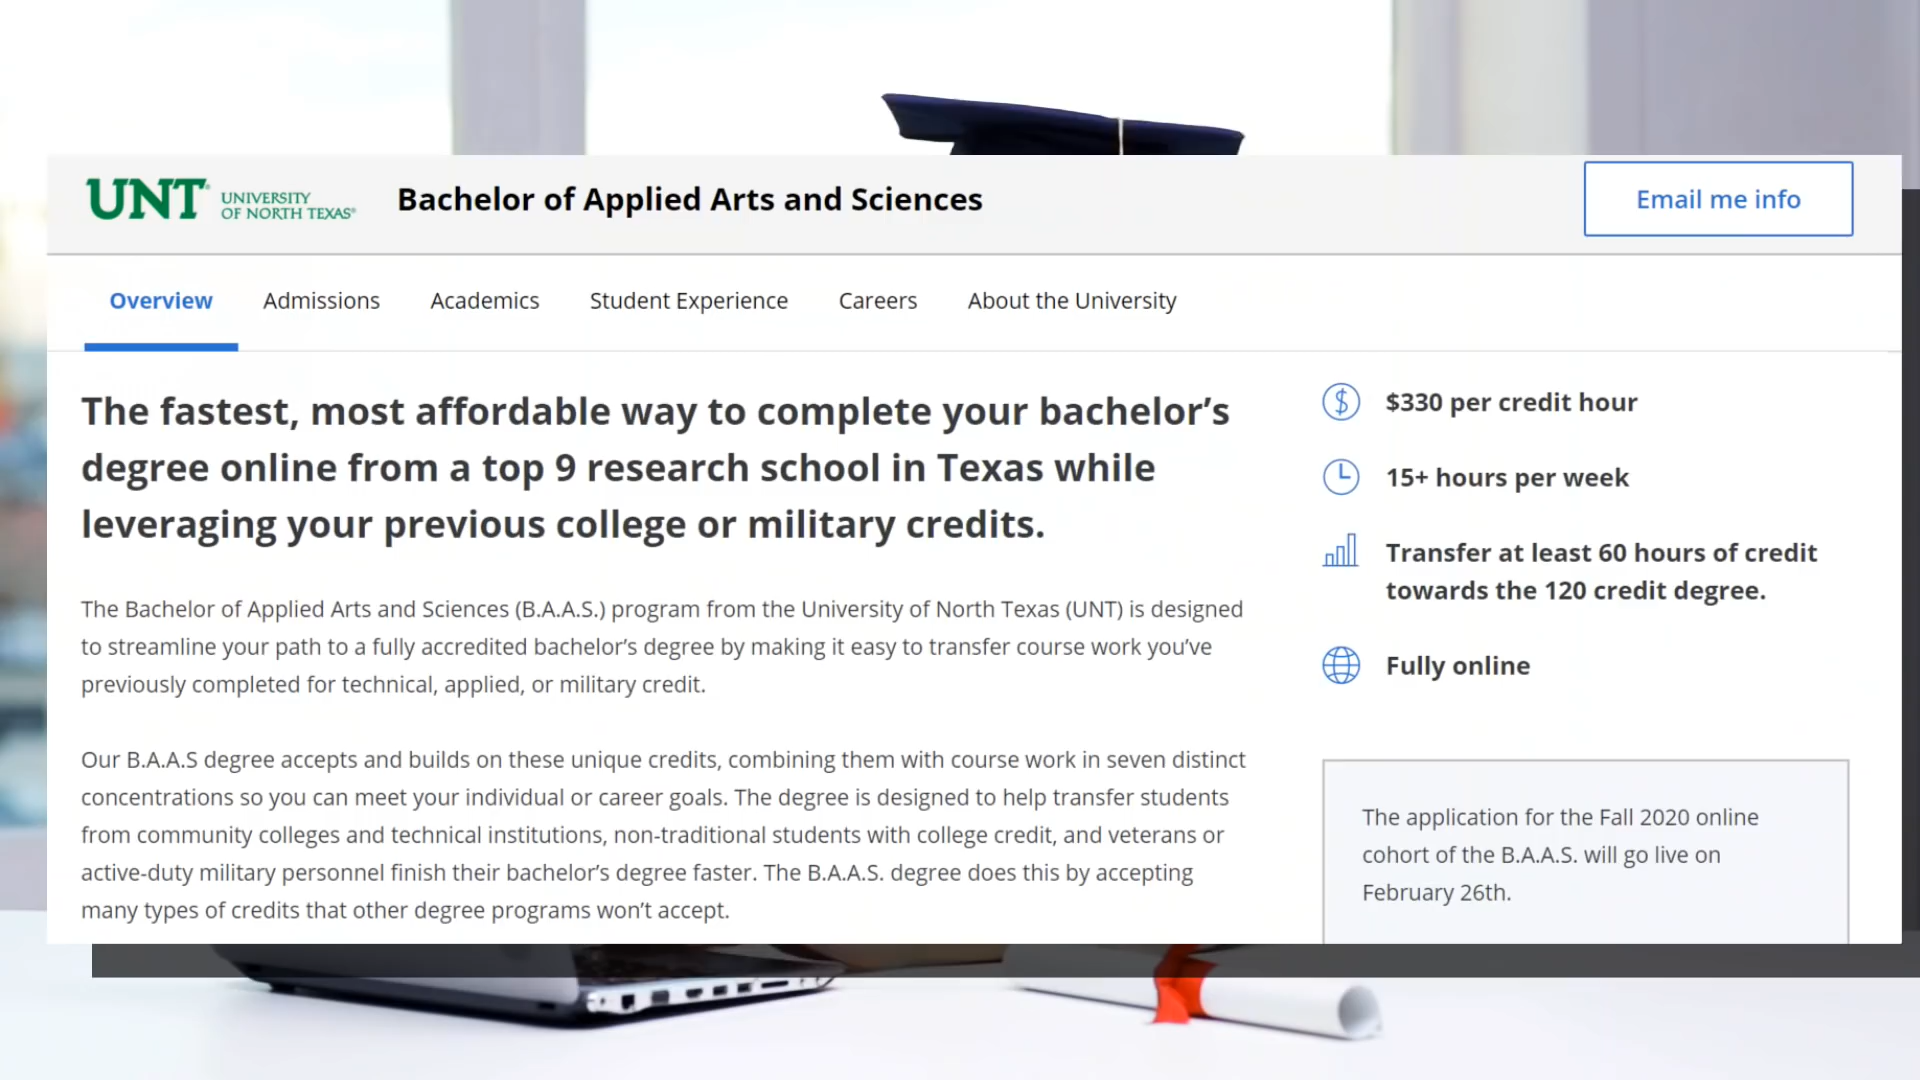 UNT® UNIVERSITY
OF NORTH TEXAS®
Bachelor of Applied Arts and Sciences
Email me info
Overview Admissions Academics Student Experience Careers About the University
The fastest, most affordable way to complete your bachelor’s
degree online from a top 9 research school in Texas while
leveraging your previous college or military credits.
The Bachelor of Applied Arts and Sciences (B.A.A.S.) program from the University of North Texas (UNT) is designed
to streamline your path to a fully accredited bachelor’s degree by making it easy to transfer course work you’ve
previously completed for technical, applied, or military credit.
Our B.A.A.S degree accepts and builds on these unique credits, combining them with course work in seven distinct
concentrations so you can meet your individual or career goals. The degree is designed to help transfer students
from community colleges and technical institutions, non-traditional students with college credit, and veterans or
active-duty military personnel finish their bachelor’s degree faster. The B.A.A.S. degree does this by accepting
many types of credits that other degree programs won’t accept.
$330 per credit hour
15+ hours per week
Transfer at least 60 hours of credit
towards the 120 credit degree.
Fully online
The application for the Fall 2020 online
cohort of the B.A.A.S. will go live on
February 26th.